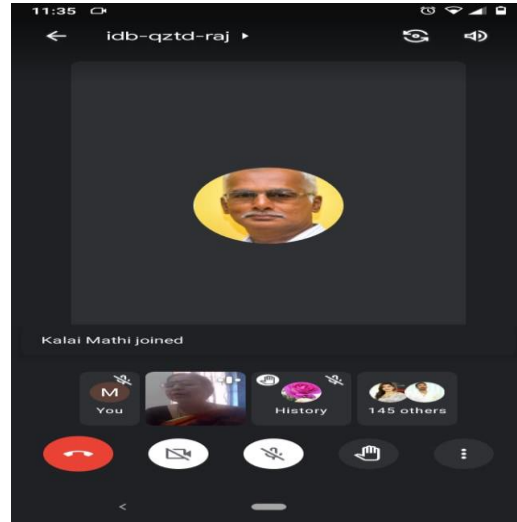 11:35
idb-qztd-raj
Kalai Mathi joined
M
You
History
145 others